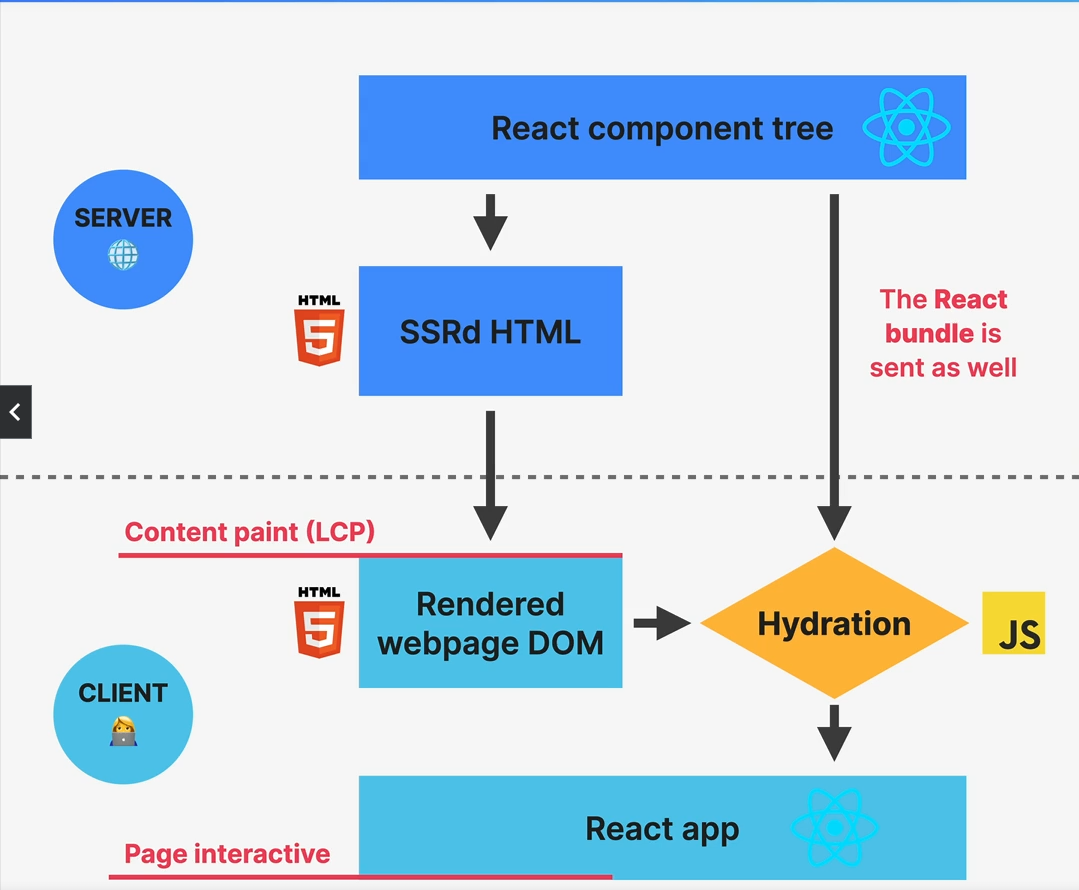 React component tree
SERVER
HTML
5
SSRd HTML
The React
bundle is
sent as well
Content paint (LCP)
HTML
5
Rendered
webpage DOM
Hydration
JS
CLIENT
React app
Page interactive